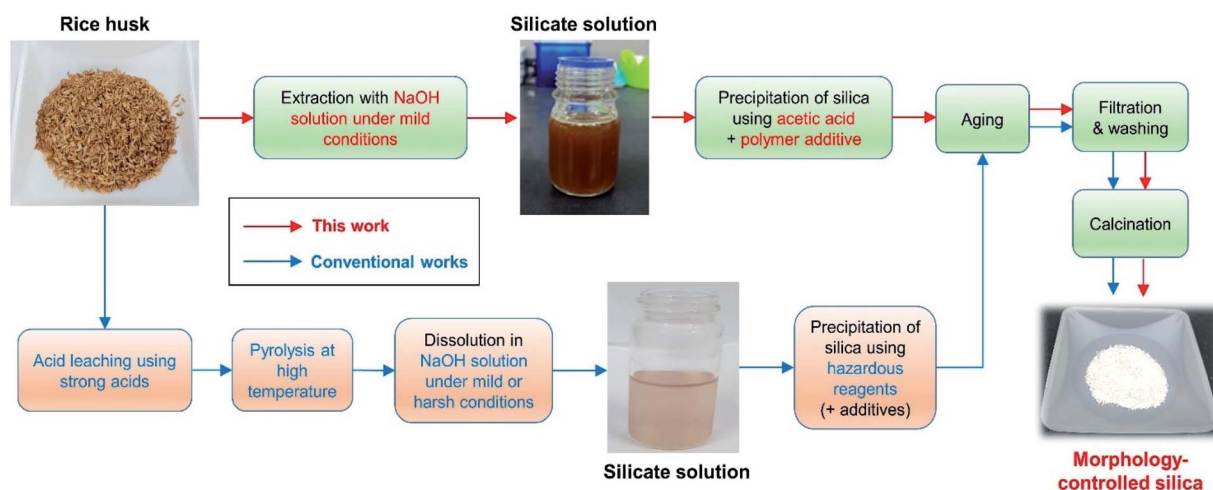 Rice husk
Silicate solution
Extraction with NaOH
solution under mild
conditions
Precipitation of silica
using acetic acid
+ polymer additive
Aging
Filtration
& washing
Calcination
This work
Conventional works
Acid leaching using
strong acids
Pyrolysis at
high
temperature
Dissolution in
NaOH solution
under mild or
harsh conditions
Silicate solution
Precipitation of
silica using
hazardous
reagents
(+ additives)
Morphology-
controlled silica